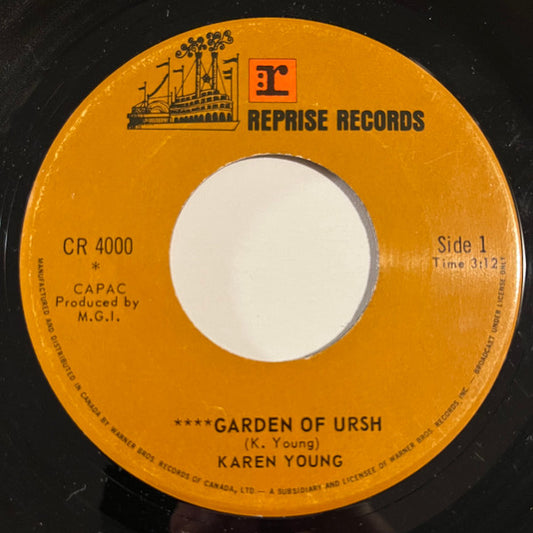 r
REPRISE RECORDS
CR 4000
*
CAPAC
Produced by
M.G.I.
Side 1
Time 3:12
****GARDEN OF URSH
(K. Young)
KAREN YOUNG
MANUFACTURED AND DISTRIBUTED IN CANADA BY WARNER BROS. RECORDS OF CANADA, LTD. — A SUBSIDIARY AND LICENSEE OF WARNER BROS. RECORDS, INC. — BROADCAST UNDER LICENSE ONLY